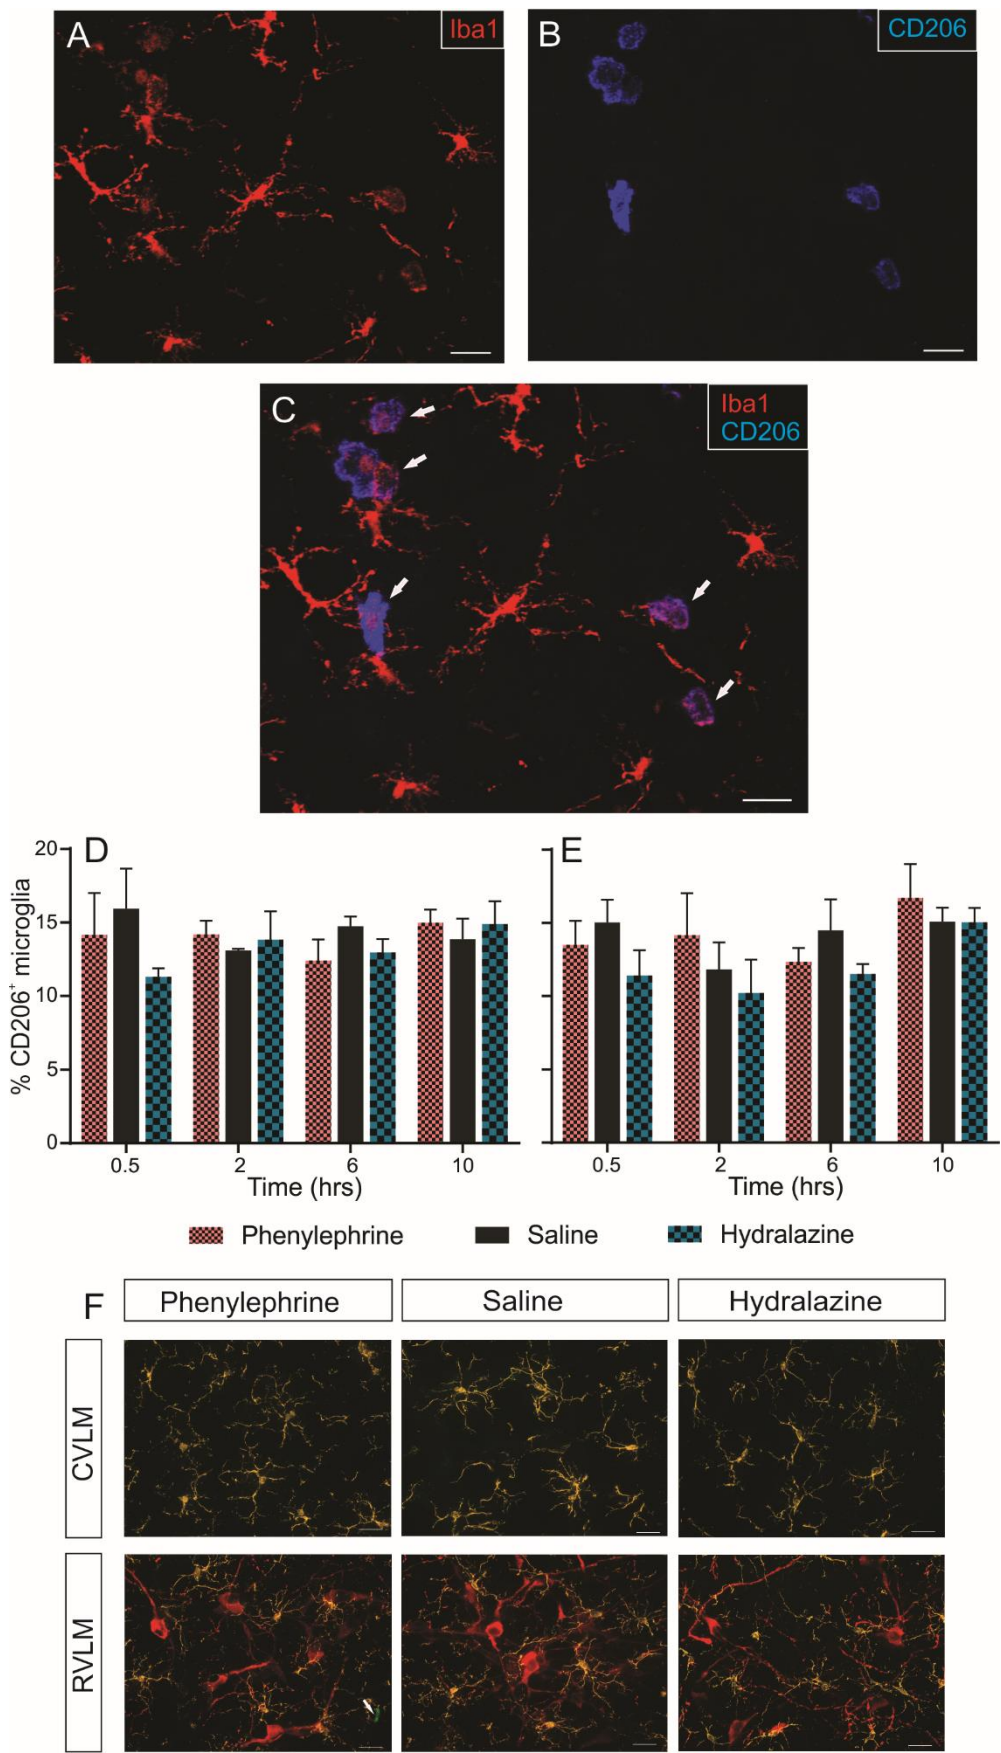 A
Iba1
B
CD206
C
Iba1
CD206
D
E
% CD206⁺ microglia
20
15
10
5
0
0.5 2 6 10
Time (hrs)
0.5 2 6 10
Time (hrs)
Phenylephrine Saline Hydralazine
F
Phenylephrine Saline Hydralazine
CVLM
RVLM